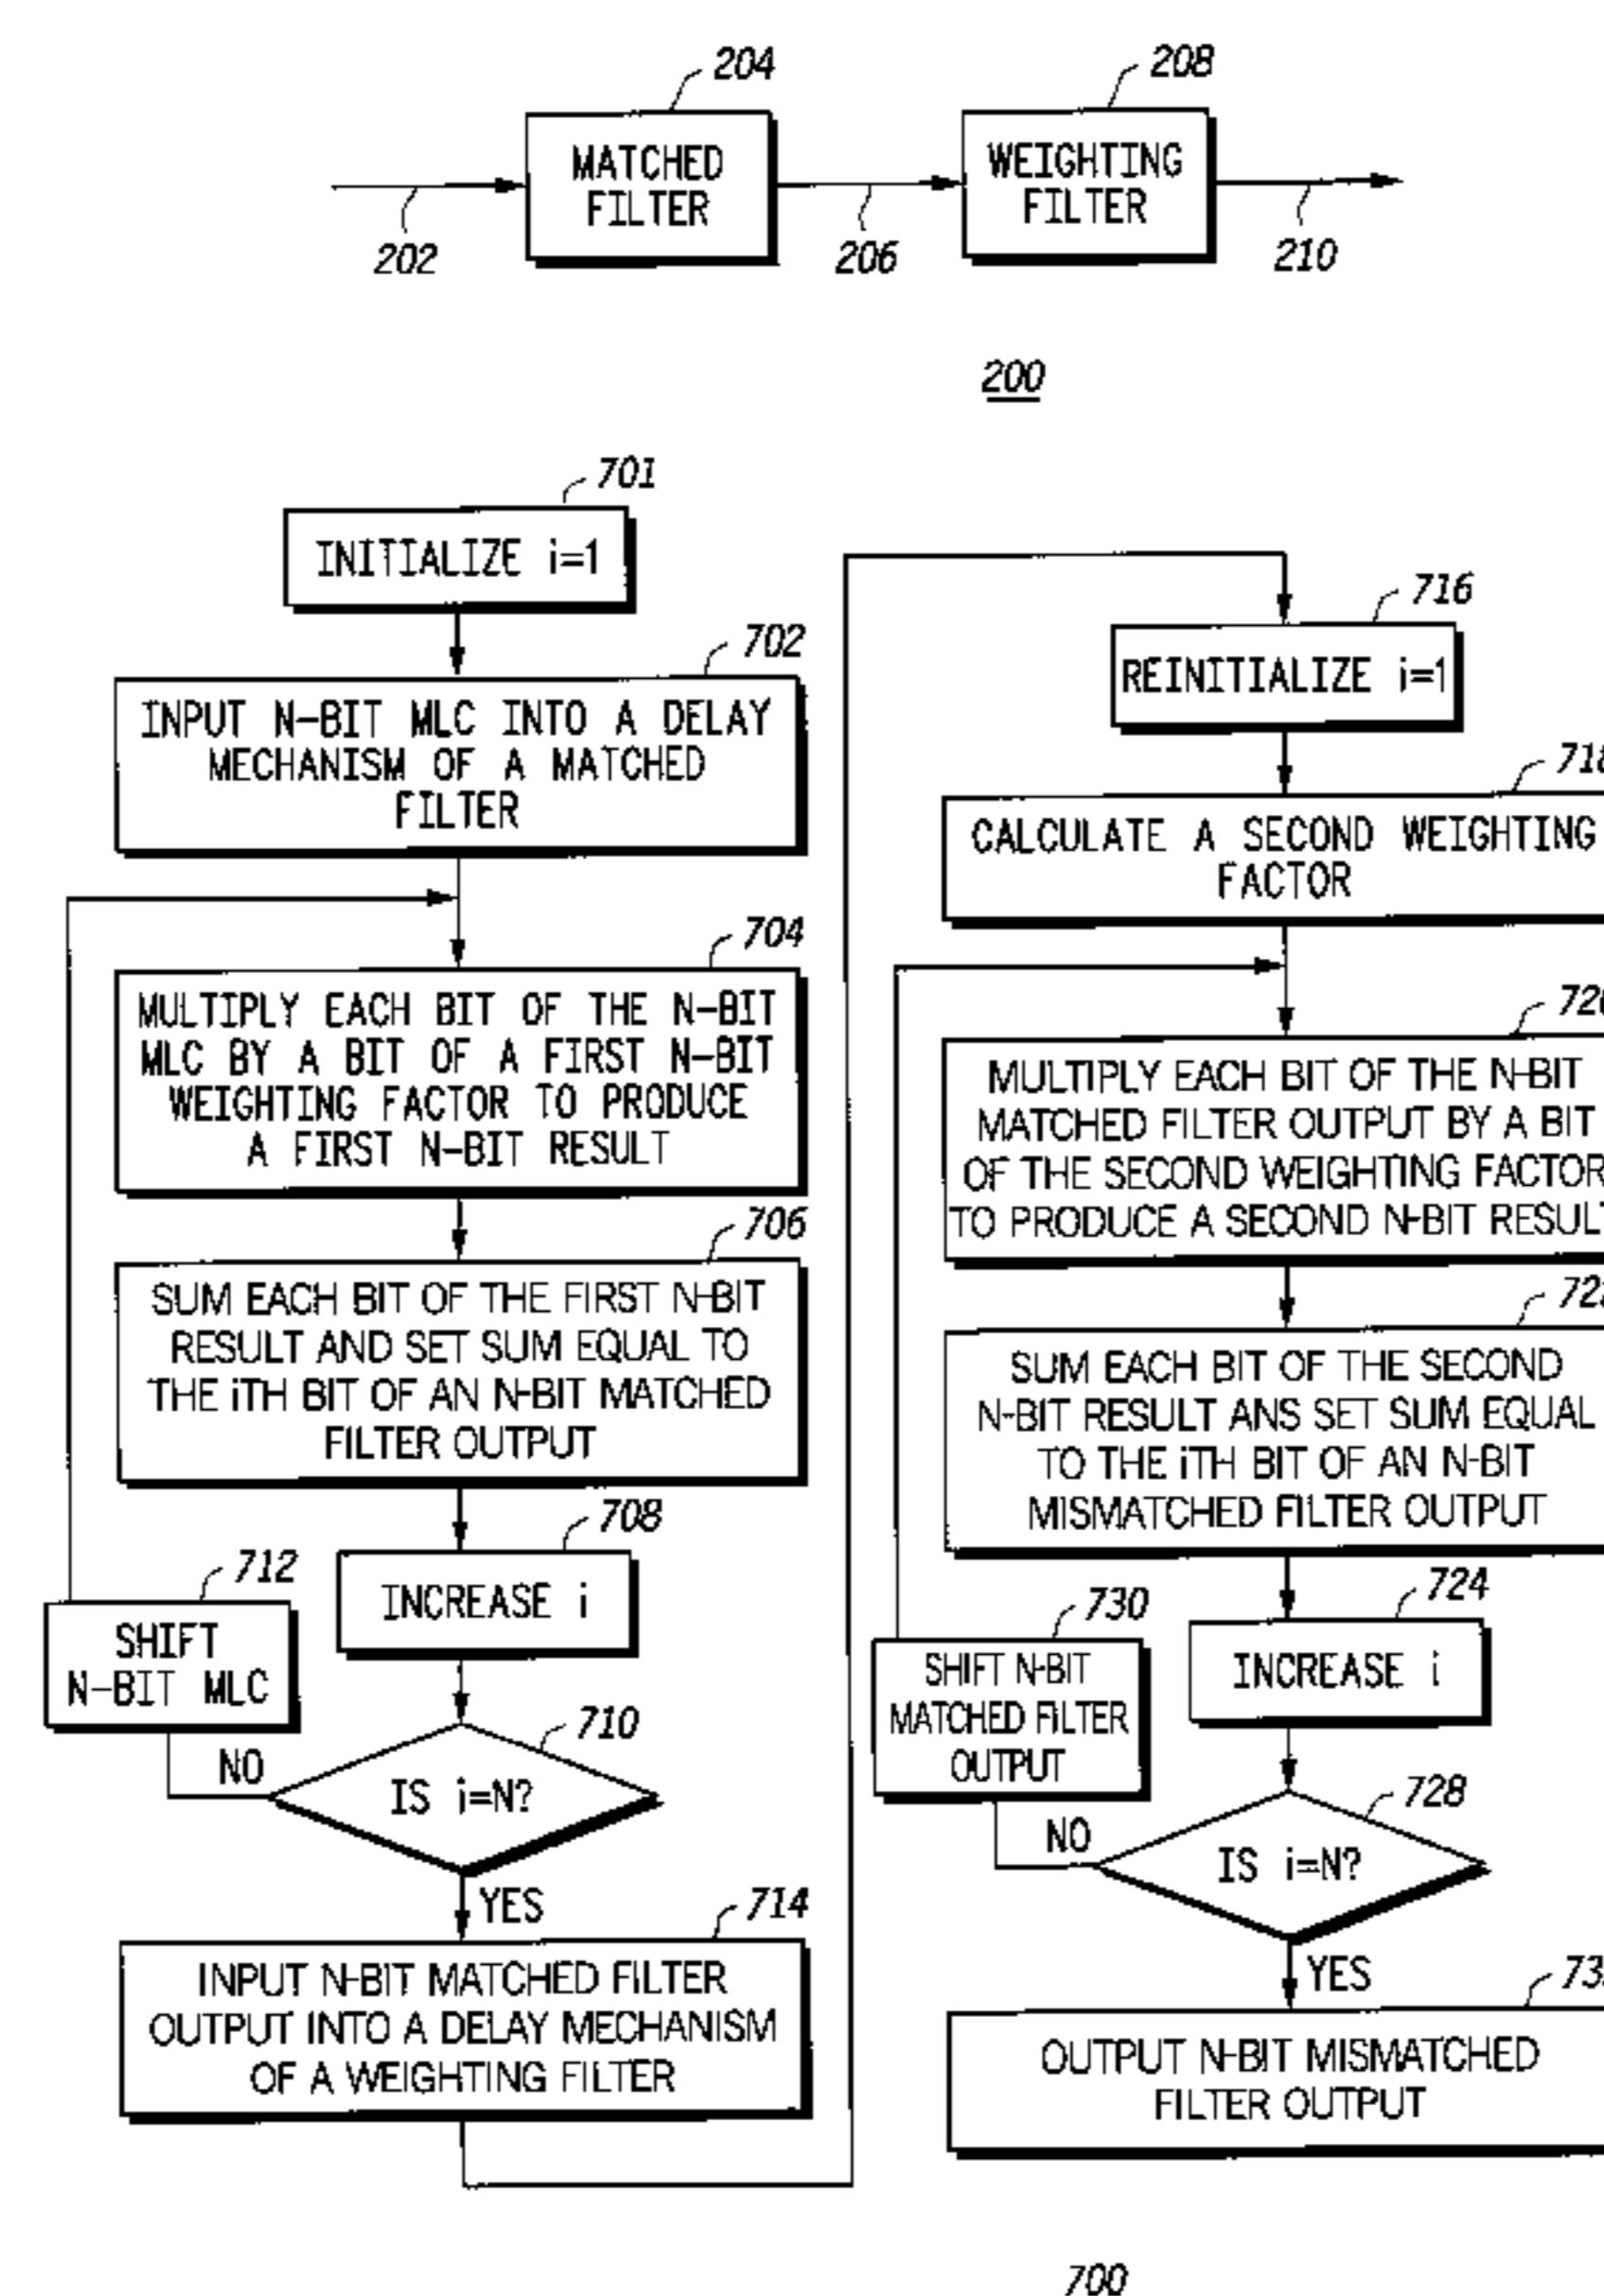 204
208
MATCHED
FILTER
WEIGHTING
FILTER
202
206
210
200
701
INITIALIZE i=1
702
INPUT N-BIT MLC INTO A DELAY
MECHANISM OF A MATCHED
FILTER
704
MULTIPLY EACH BIT OF THE N-BIT
MLC BY A BIT OF A FIRST N-BIT
WEIGHTING FACTOR TO PRODUCE
A FIRST N-BIT RESULT
706
SUM EACH BIT OF THE FIRST N-BIT
RESULT AND SET SUM EQUAL TO
THE iTH BIT OF AN N-BIT MATCHED
FILTER OUTPUT
708
INCREASE i
712
SHIFT
N-BIT MLC
710
NO
IS i=N?
YES
714
INPUT N-BIT MATCHED FILTER
OUTPUT INTO A DELAY MECHANISM
OF A WEIGHTING FILTER
716
REINITIALIZE i=1
718
CALCULATE A SECOND WEIGHTING
FACTOR
720
MULTIPLY EACH BIT OF THE N-BIT
MATCHED FILTER OUTPUT BY A BIT
OF THE SECOND WEIGHTING FACTOR
TO PRODUCE A SECOND N-BIT RESULT
SUM EACH BIT OF THE SECOND
N-BIT RESULT ANS SET SUM EQUAL
TO THE iTH BIT OF AN N-BIT
MISMATCHED FILTER OUTPUT
724
INCREASE i
730
SHIFT N-BIT
MATCHED FILTER
OUTPUT
728
NO
IS i=N?
YES
OUTPUT N-BIT MISMATCHED
FILTER OUTPUT
700